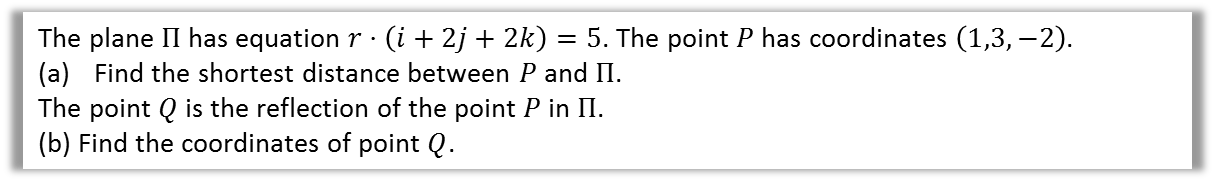 The plane Π has equation r · (i + 2j + 2k) = 5. The point P has coordinates (1,3, −2).
(a) Find the shortest distance between P and Π.
The point Q is the reflection of the point P in Π.
(b) Find the coordinates of point Q.